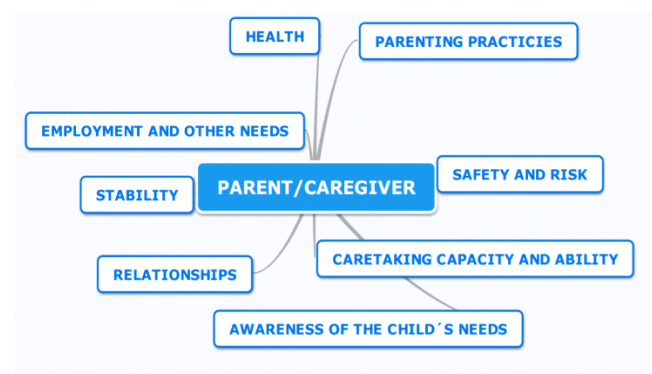 HEALTH
PARENTING PRACTICIES
EMPLOYMENT AND OTHER NEEDS
SAFETY AND RISK
PARENT/CAREGIVER
STABILITY
CARETAKING CAPACITY AND ABILITY
RELATIONSHIPS
AWARENESS OF THE CHILD´S NEEDS